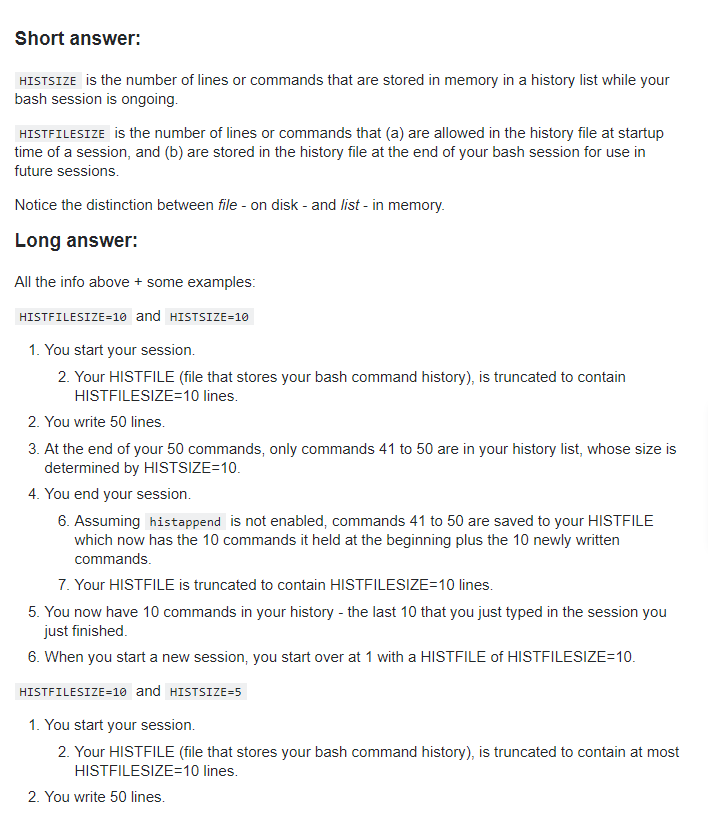 Short answer:
HISTSIZE is the number of lines or commands that are stored in memory in a history list while your
bash session is ongoing.
HISTFILESIZE is the number of lines or commands that (a) are allowed in the history file at startup
time of a session, and (b) are stored in the history file at the end of your bash session for use in
future sessions.
Notice the distinction between file - on disk - and list - in memory.
Long answer:
All the info above + some examples:
HISTFILESIZE=10 and HISTSIZE=10
1. You start your session.
2. Your HISTFILE (file that stores your bash command history), is truncated to contain
HISTFILESIZE=10 lines.
2. You write 50 lines.
3. At the end of your 50 commands, only commands 41 to 50 are in your history list, whose size is
determined by HISTSIZE=10.
4. You end your session.
6. Assuming histappend is not enabled, commands 41 to 50 are saved to your HISTFILE
which now has the 10 commands it held at the beginning plus the 10 newly written
commands.
7. Your HISTFILE is truncated to contain HISTFILESIZE=10 lines.
5. You now have 10 commands in your history - the last 10 that you just typed in the session you
just finished.
6. When you start a new session, you start over at 1 with a HISTFILE of HISTFILESIZE=10.
HISTFILESIZE=10 and HISTSIZE=5
1. You start your session.
2. Your HISTFILE (file that stores your bash command history), is truncated to contain at most
HISTFILESIZE=10 lines.
2. You write 50 lines.